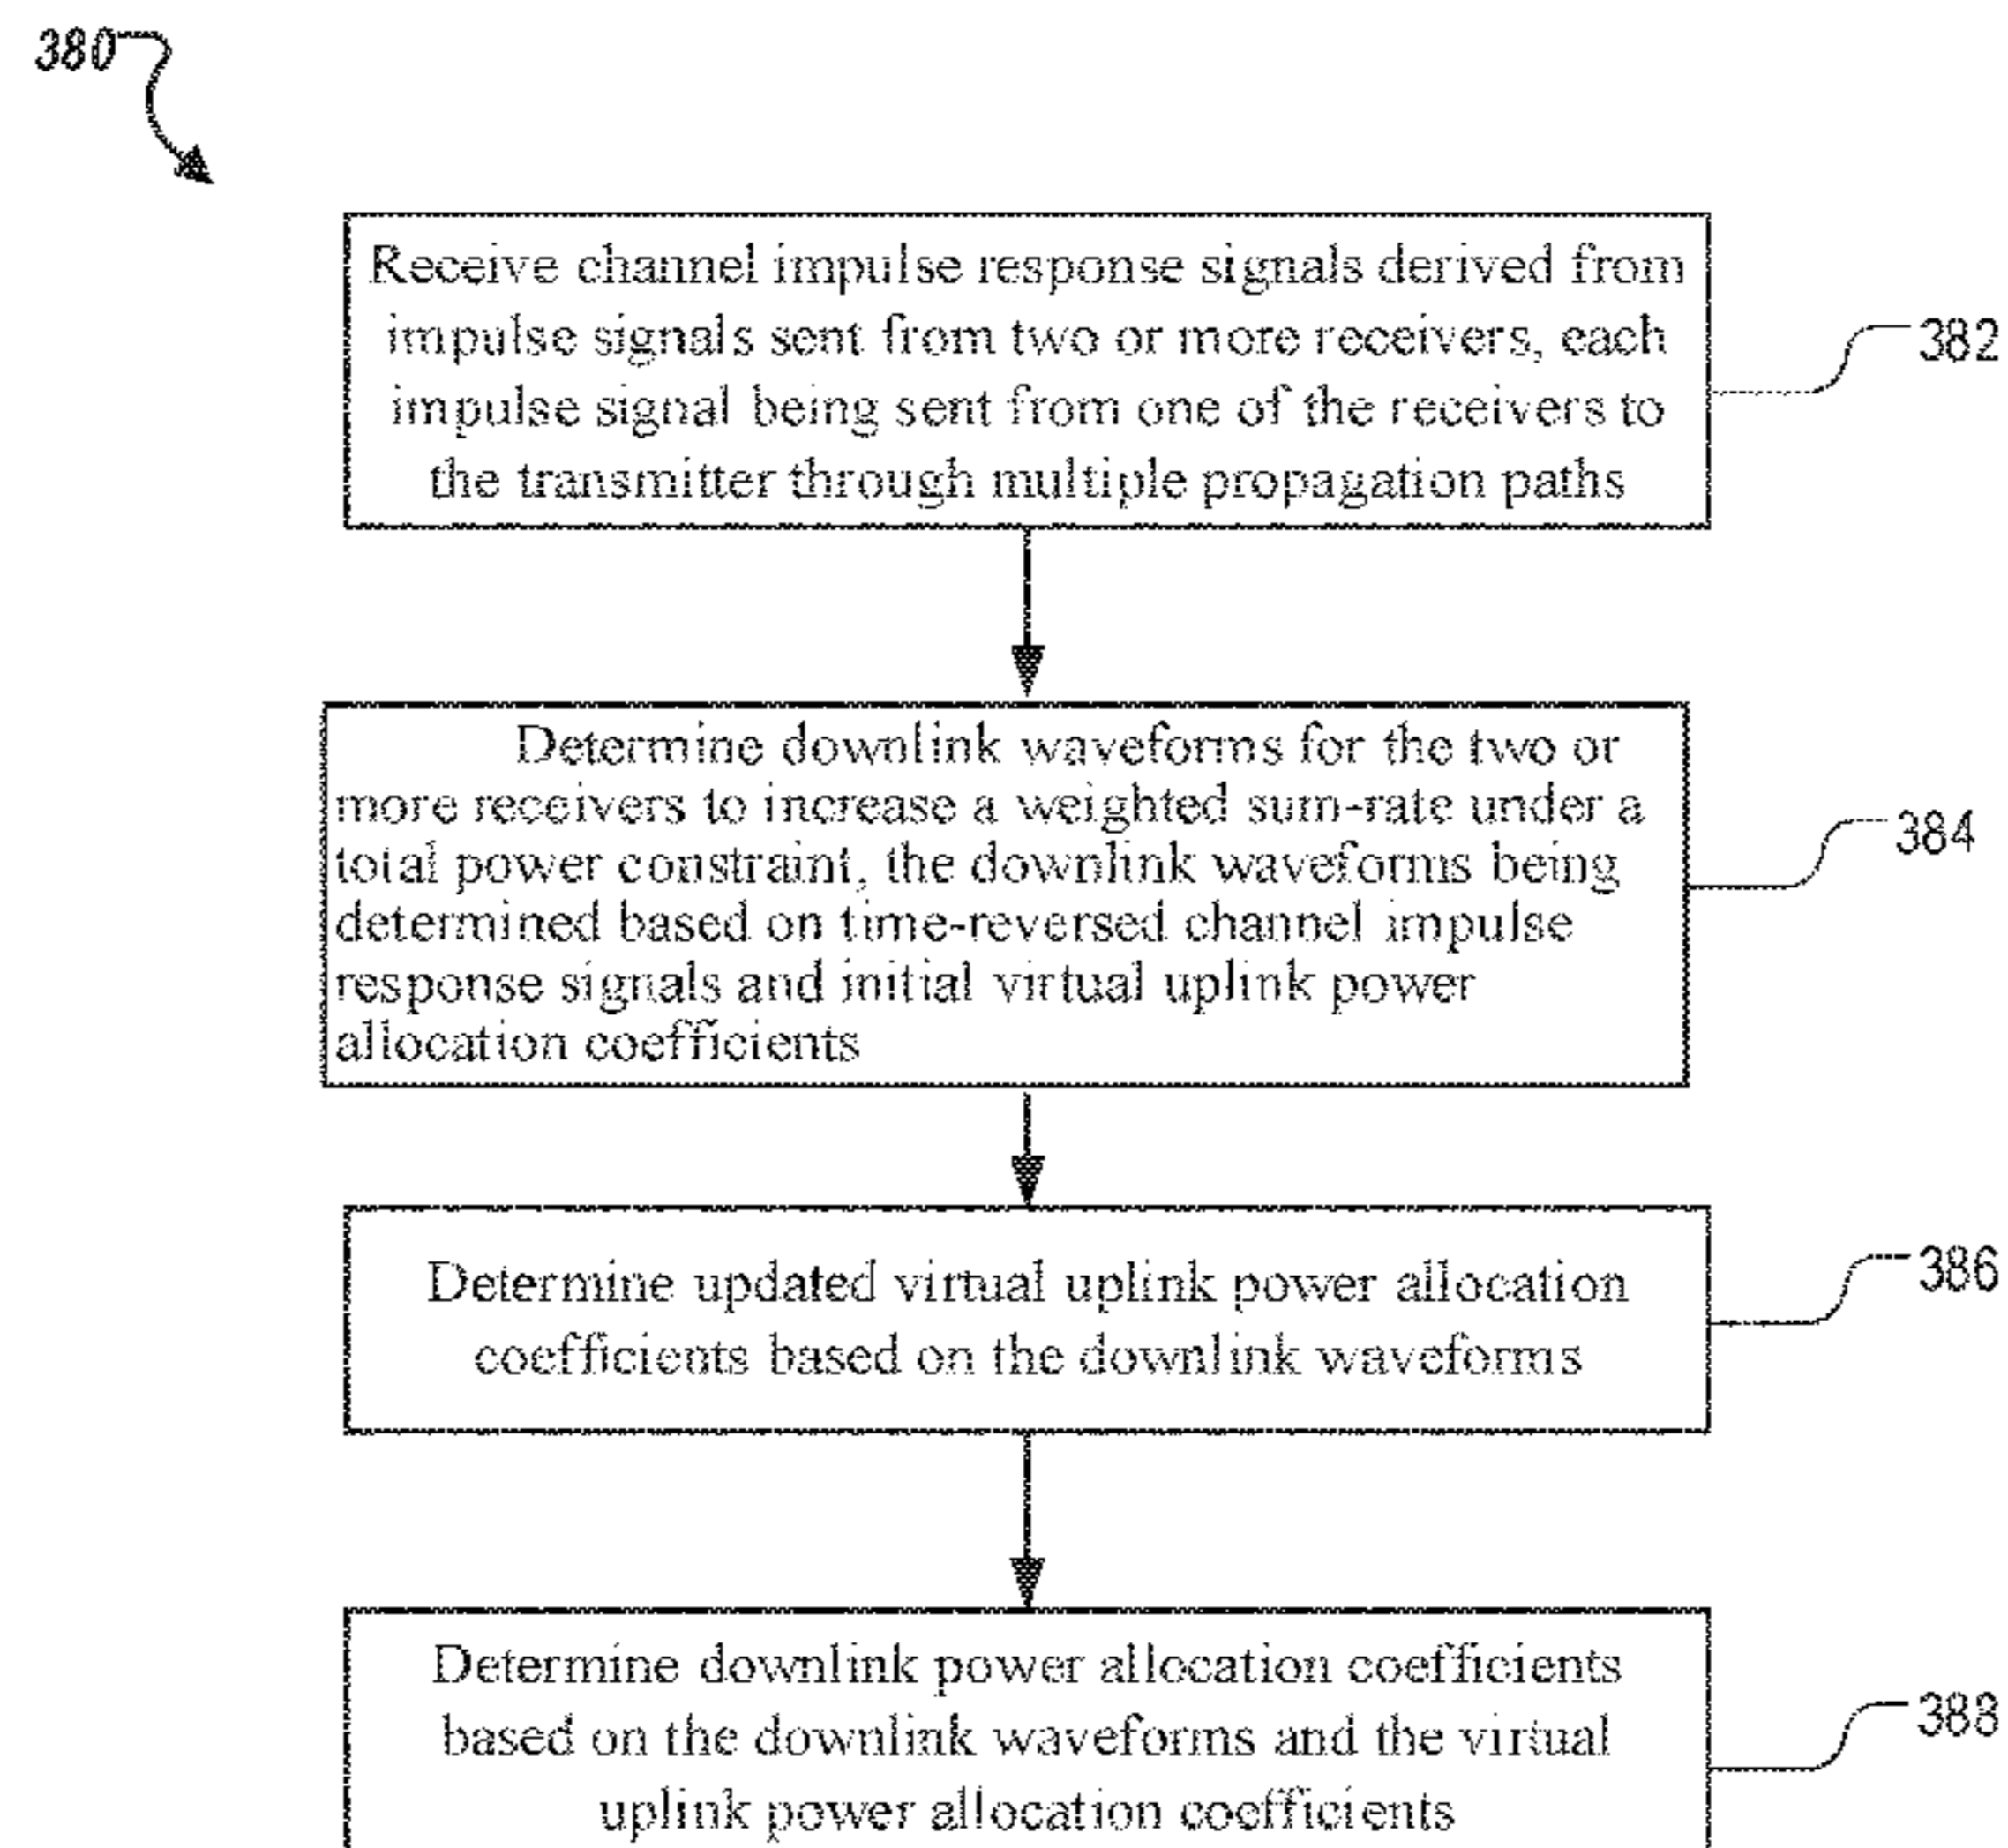 380
Receive channel impulse response signals derived from
impulse signals sent from two or more receivers, each
impulse signal being sent from one of the receivers to
the transmitter through multiple propagation paths
382
Determine downlink waveforms for the two or
more receivers to increase a weighted sum-rate under a
total power constraint, the downlink waveforms being
determined based on time-reversed channel impulse
response signals and initial virtual uplink power
allocation coefficients
384
Determine updated virtual uplink power allocation
coefficients based on the downlink waveforms
386
Determine downlink power allocation coefficients
based on the downlink waveforms and the virtual
uplink power allocation coefficients
388